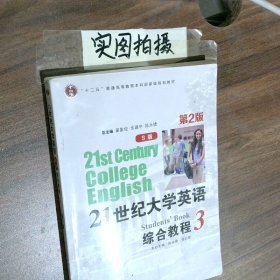 实图拍摄
"十二五"普通高等教育本科国家级规划教材
第2版
S版
21st Century
College
English
21世纪大学英语
Students' Book
综合教程 3